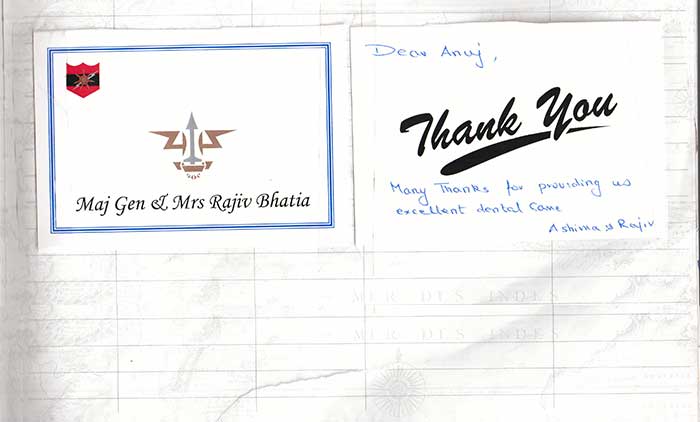 Maj Gen & Mrs Rajiv Bhatia
Dear Anuj,
Thank You
Many Thanks for providing us
excellent dental Care
Ashima & Rajiv
MER DES INDES
MER DES INDES